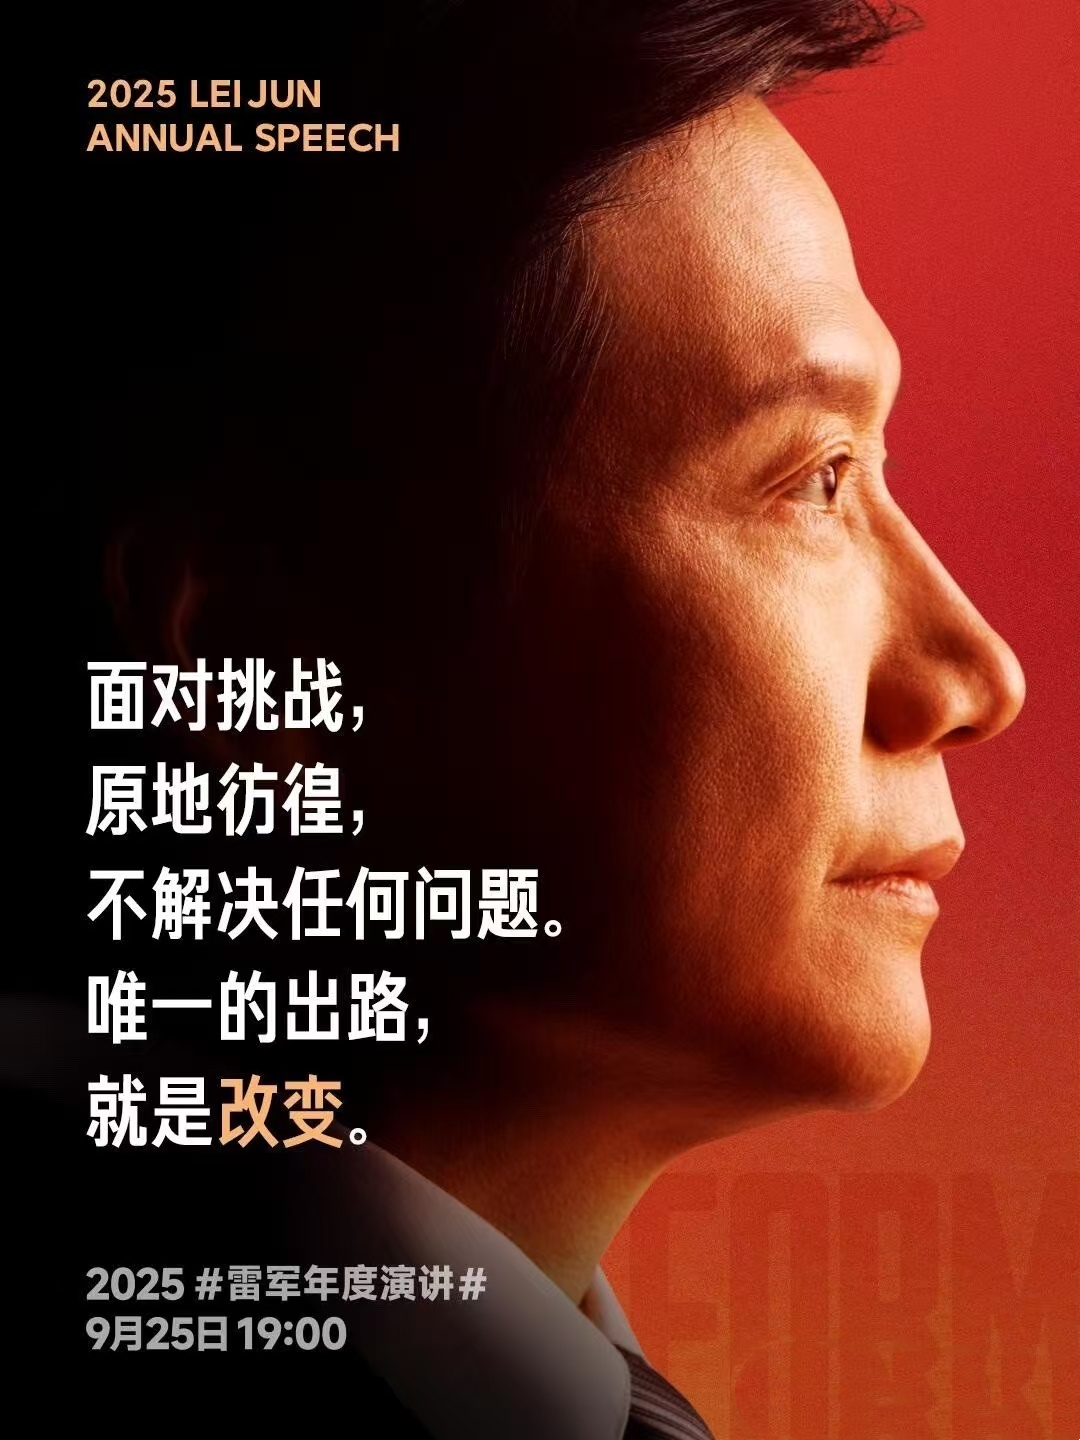 2025 LEI JUN
ANNUAL SPEECH
面对挑战，
原地彷徨，
不解决任何问题。
唯一的出路，
就是改变。
2025 #雷军年度演讲#
9月25日 19:00